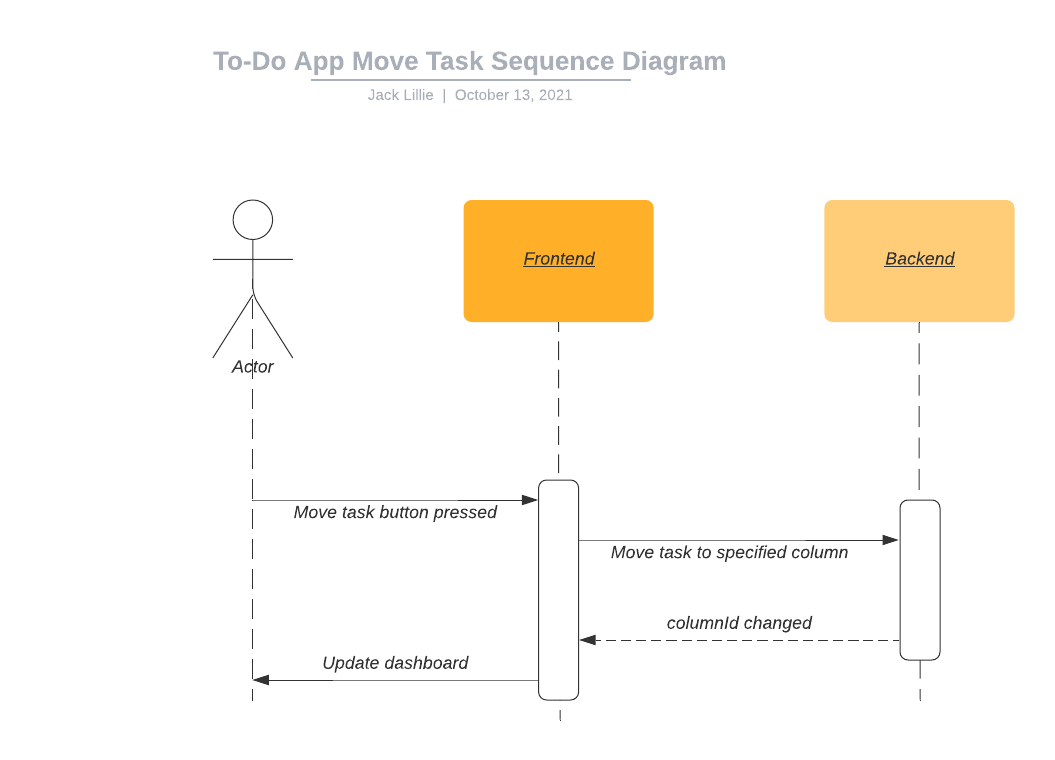 To-Do App Move Task Sequence Diagram
Jack Lillie | October 13, 2021
Frontend
Backend
Actor
Move task button pressed
Move task to specified column
columnId changed
Update dashboard